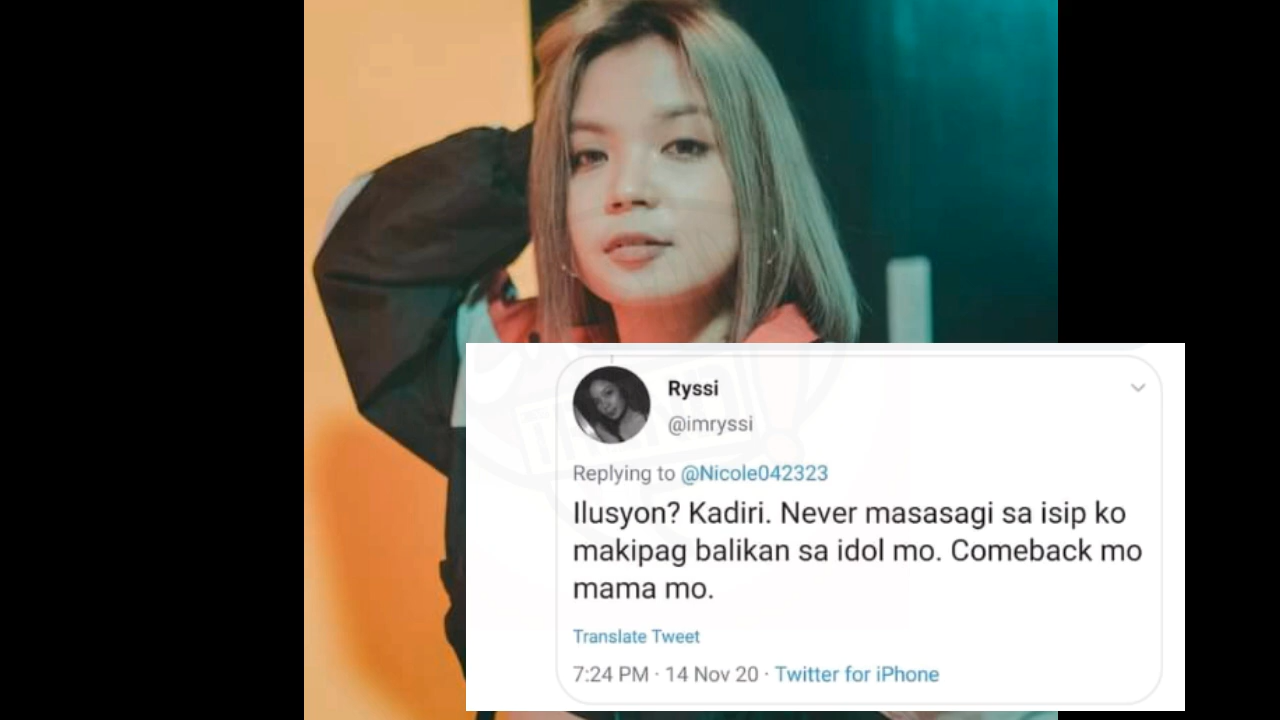 Ryssi
@imryssi
Replying to @Nicole042323
Ilusyon? Kadiri. Never masasagi sa isip ko
makipag balikan sa idol mo. Comeback mo
mama mo.
Translate Tweet
7:24 PM · 14 Nov 20 · Twitter for iPhone